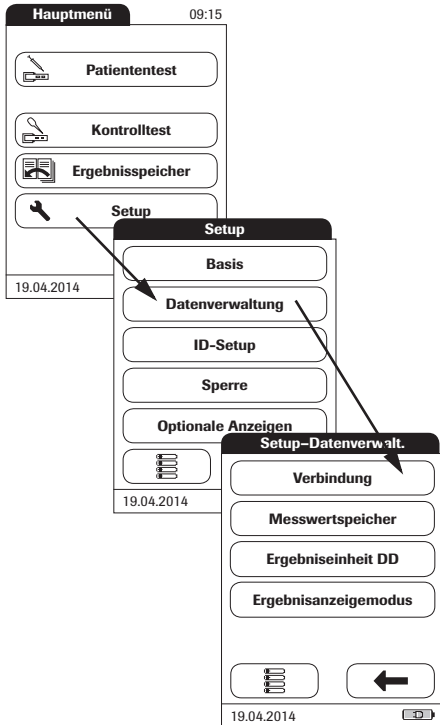 Hauptmenü 09:15
Patiententest
Kontrolltest
Ergebnisspeicher
Setup
19.04.2014
Setup
Basis
Datenverwaltung
ID-Setup
Sperre
Optionale Anzeigen
19.04.2014
Setup-Datenverwalt.
Verbindung
Messwertspeicher
Ergebniseinheit DD
Ergebnisanzeigemodus
19.04.2014